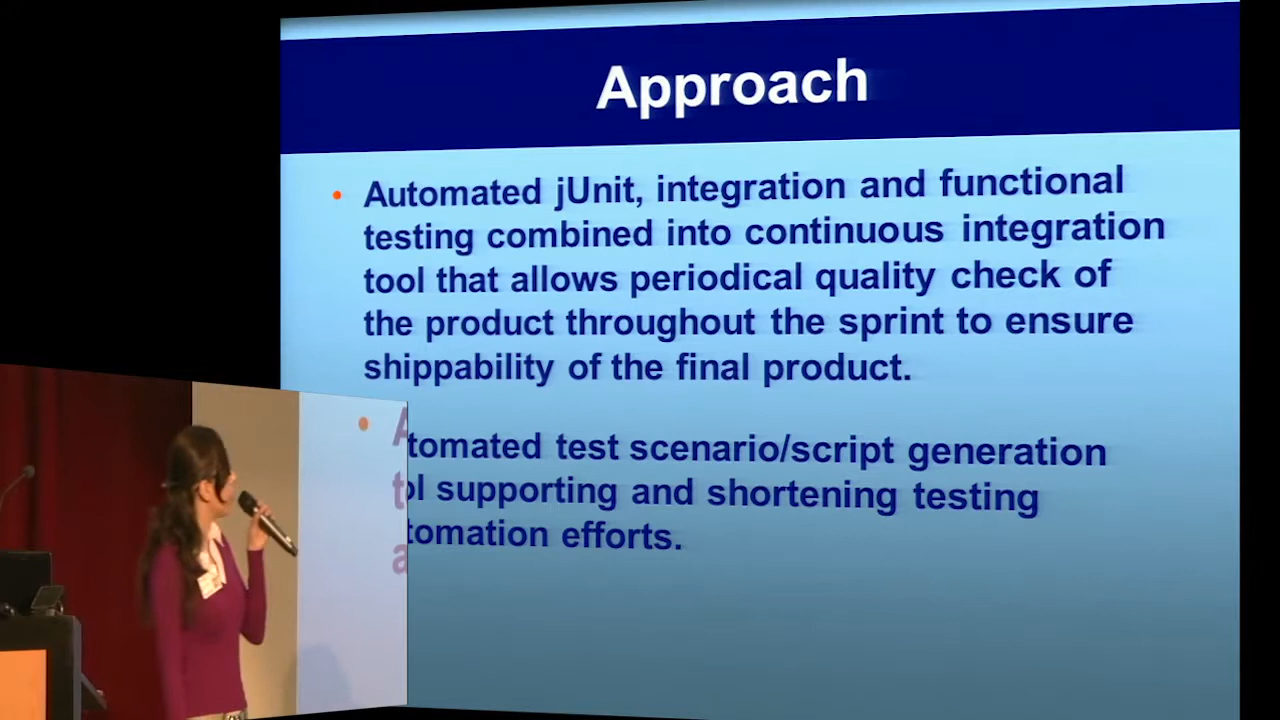 Approach
• Automated jUnit, integration and functional
testing combined into continuous integration
tool that allows periodical quality check of
the product throughout the sprint to ensure
shippability of the final product.
• tomated test scenario/script generation
ol supporting and shortening testing
tomation efforts.